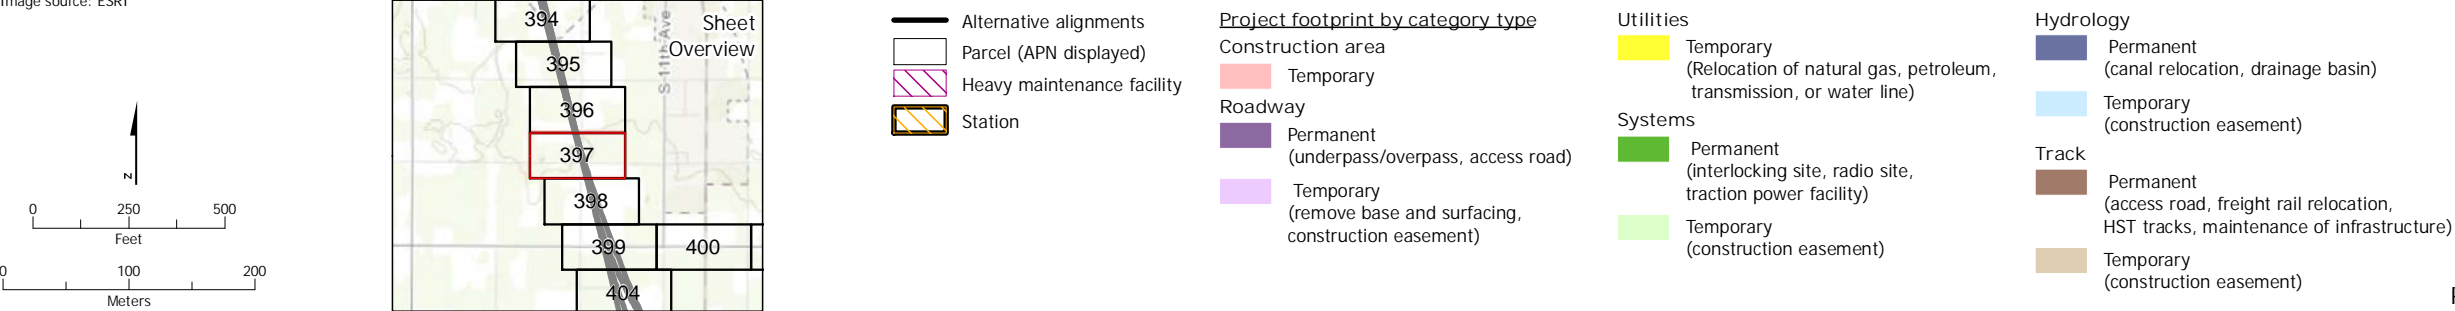 Image source: ESRI
N
0 250 500
Feet
0 100 200
Meters
Sheet
Overview
S 11th Ave
394
395
396
397
398
399 400
404
Alternative alignments
Parcel (APN displayed)
Heavy maintenance facility
Station
Project footprint by category type
Construction area
Temporary
Roadway
Permanent
(underpass/overpass, access road)
Temporary
(remove base and surfacing,
construction easement)
Utilities
Temporary
(Relocation of natural gas, petroleum,
transmission, or water line)
Systems
Permanent
(interlocking site, radio site,
traction power facility)
Temporary
(construction easement)
Hydrology
Permanent
(canal relocation, drainage basin)
Temporary
(construction easement)
Track
Permanent
(access road, freight rail relocation,
HST tracks, maintenance of infrastructure)
Temporary
(construction easement)